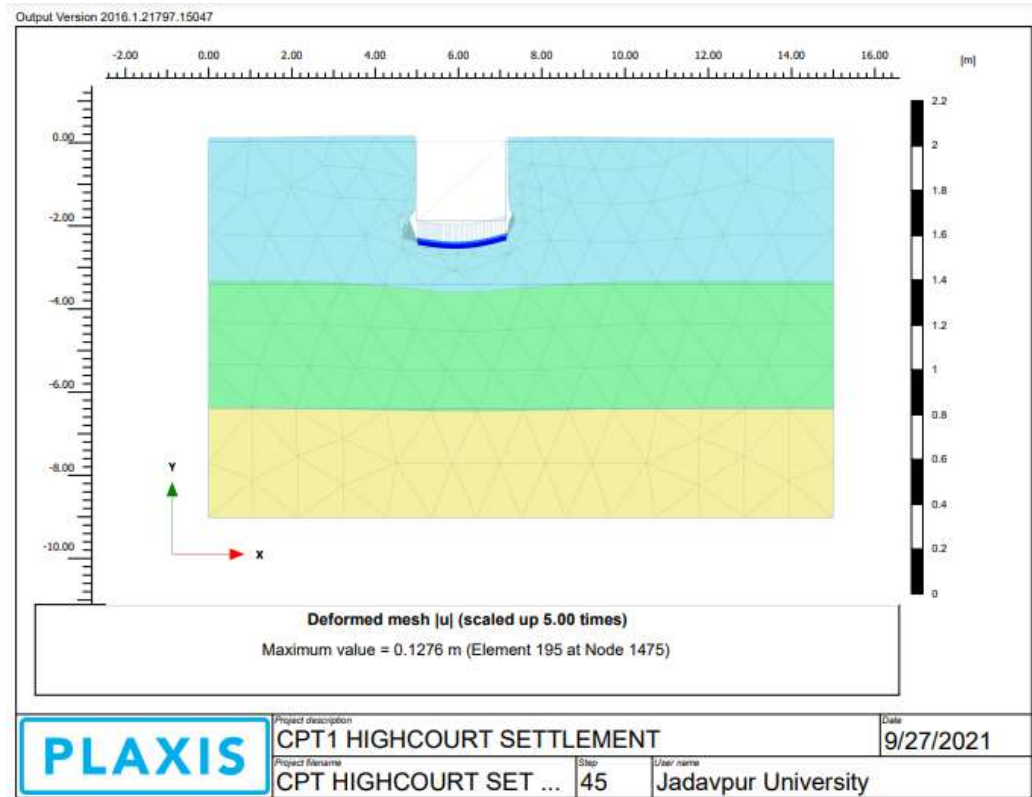 Output Version 2016.1.21797.15047
-2.00 0.00 2.00 4.00 6.00 8.00 10.00 12.00 14.00 16.00
[m]
0.00
-2.00
-4.00
-6.00
-8.00
-10.00
2.2
2
1.8
1.6
1.4
1.2
1
0.8
0.6
0.4
0.2
0
Y
X
Deformed mesh |u| (scaled up 5.00 times)
Maximum value = 0.1276 m (Element 195 at Node 1475)
PLAXIS
Project description
CPT1 HIGHCOURT SETTLEMENT
Date
9/27/2021
Project filename
CPT HIGHCOURT SET ...
Step
45
User name
Jadavpur University